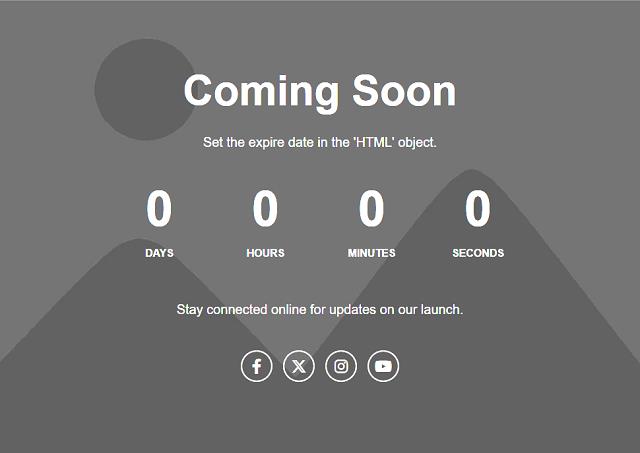 Coming Soon
Set the expire date in the 'HTML' object.
0 0 0 0
DAYS HOURS MINUTES SECONDS
Stay connected online for updates on our launch.